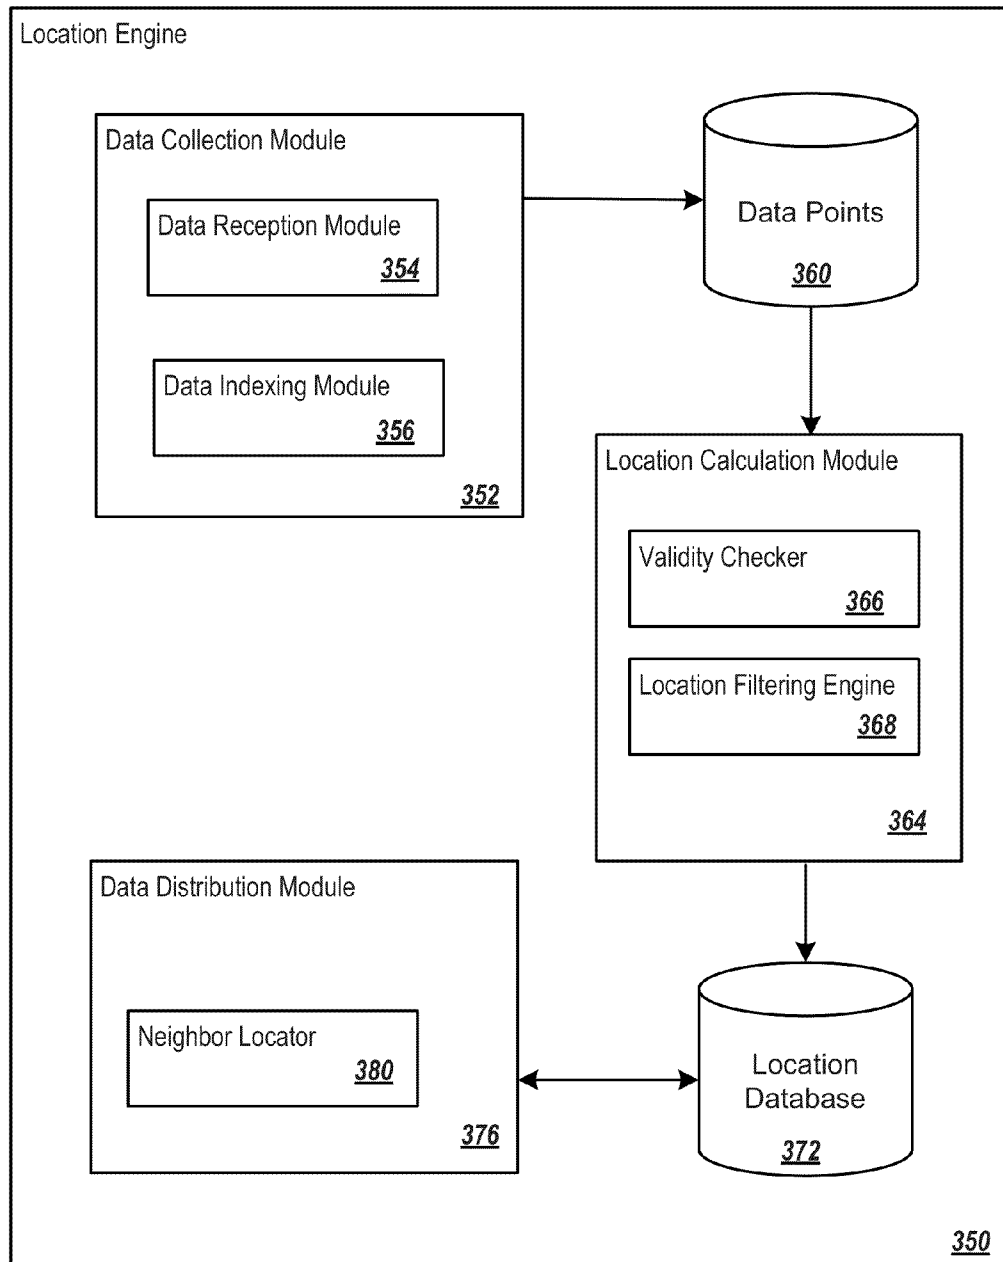 Location Engine
Data Collection Module
Data Reception Module
354
Data Indexing Module
356
352
Data Points
360
Location Calculation Module
Validity Checker
366
Location Filtering Engine
368
364
Data Distribution Module
Neighbor Locator
380
376
Location
Database
372
350